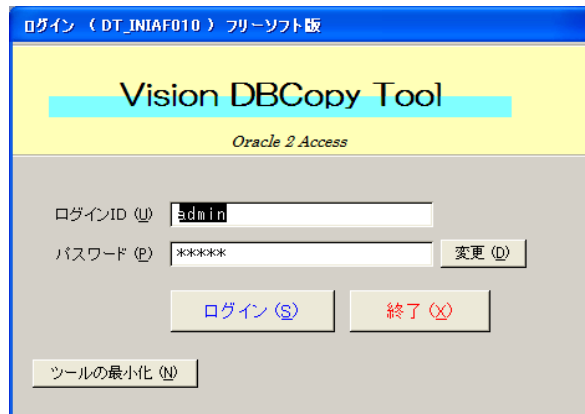 ログイン （ DT_INIAF010 ） フリーソフト版
Vision DBCopy Tool
Oracle 2 Access
ログインID (U) admin
パスワード (P) ***** 変更 (D)
ログイン (S) 終了 (X)
ツールの最小化 (N)